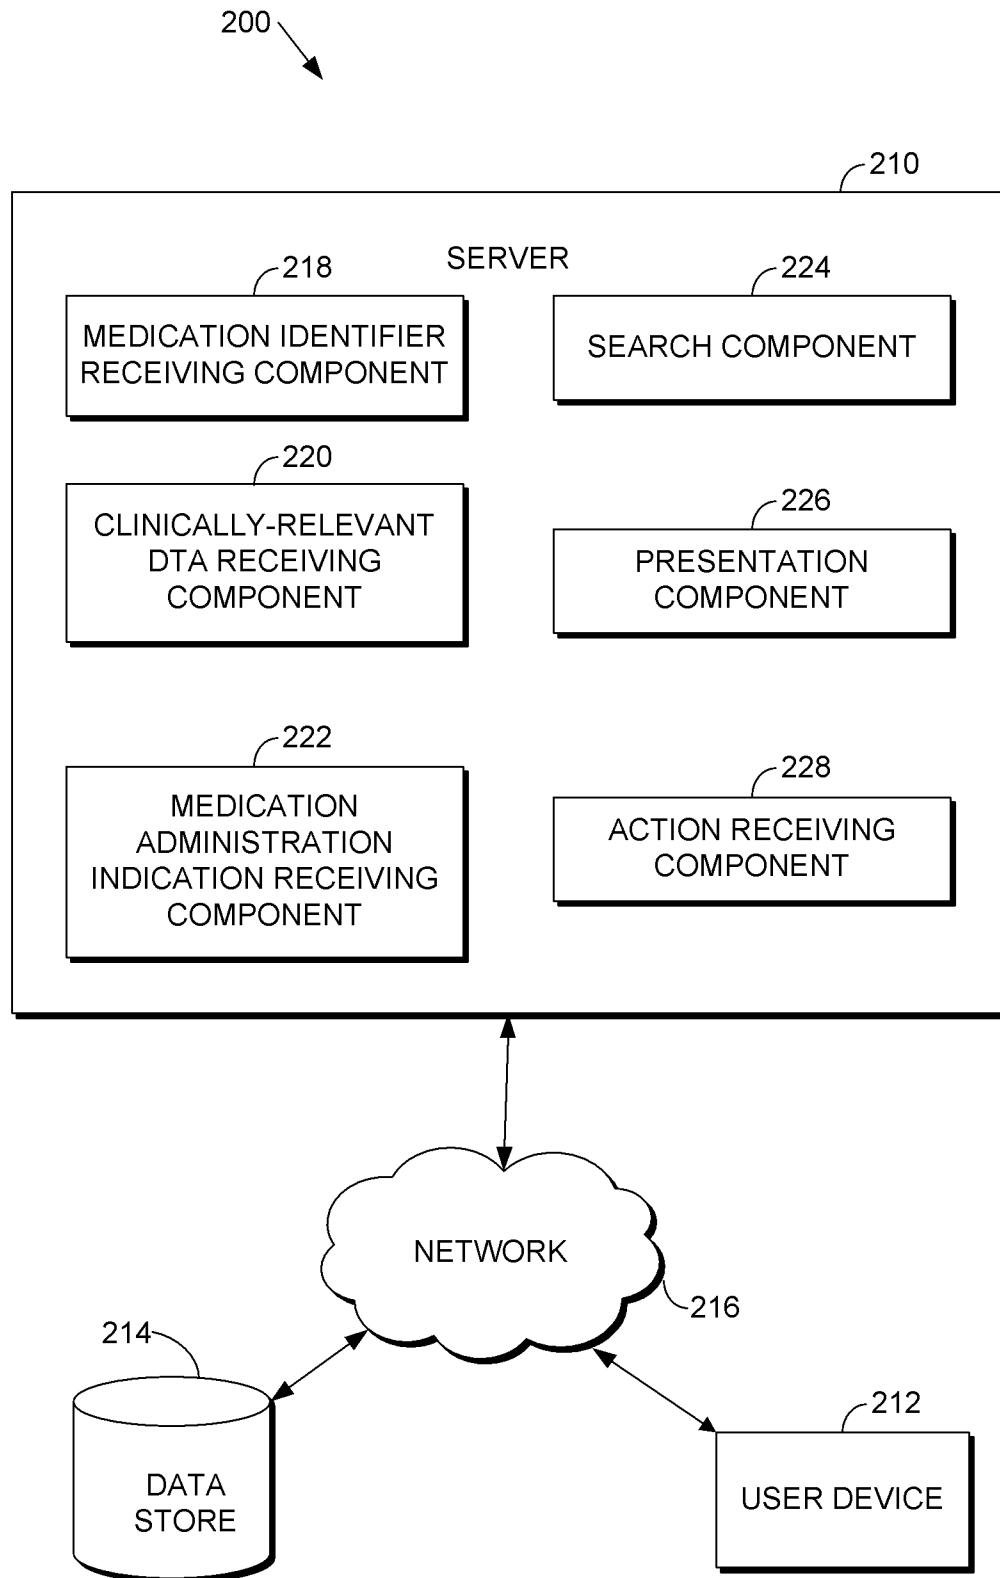 200
210
SERVER
218
MEDICATION IDENTIFIER
RECEIVING COMPONENT
224
SEARCH COMPONENT
220
CLINICALLY-RELEVANT
DTA RECEIVING
COMPONENT
226
PRESENTATION
COMPONENT
222
MEDICATION
ADMINISTRATION
INDICATION RECEIVING
COMPONENT
228
ACTION RECEIVING
COMPONENT
NETWORK
216
214
DATA
STORE
212
USER DEVICE